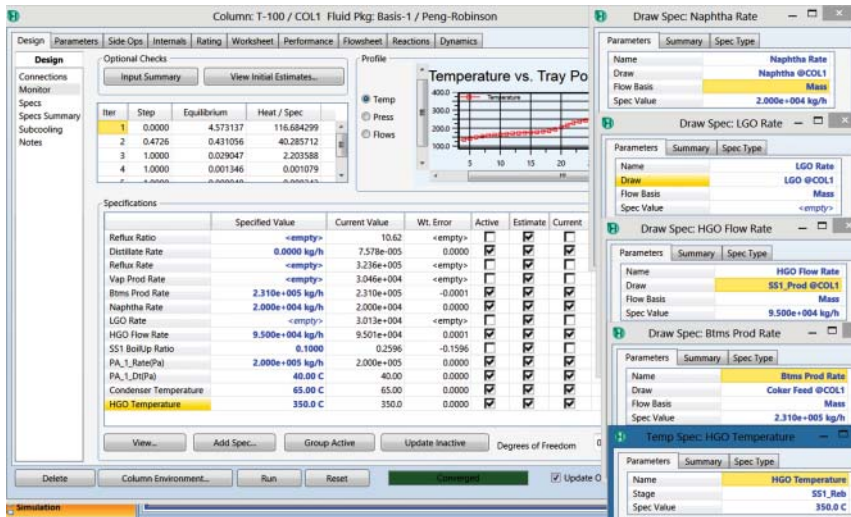 Column: T-100 / COL1 Fluid Pkg: Basis-1 / Peng-Robinson
Design Parameters Side Ops Internals Rating Worksheet Performance Flowsheet Reactions Dynamics
Design
Connections
Monitor
Specs
Specs Summary
Subcooling
Notes
Optional Checks
Input Summary View Initial Estimates...
Iter Step Equilibrium Heat / Spec
1 0.0000 4.573137 116.684299
2 0.4726 0.431056 40.285712
3 1.0000 0.029047 2.203588
4 1.0000 0.001346 0.001079
Profile
Temp
Press
Flows
Temperature vs. Tray Po
400.0
300.0
200.0
100.0
Temperature
5 10 15 20
Specifications
Specified Value Current Value Wt. Error Active Estimate Current
Reflux Ratio <empty> 10.62 <empty>
Distillate Rate 0.0000 kg/h 7.578e-005 0.0000
Reflux Rate <empty> 3.236e+005 <empty>
Vap Prod Rate <empty> 3.046e+004 <empty>
Btms Prod Rate 2.310e+005 kg/h 2.310e+005 -0.0001
Naphtha Rate 2.000e+004 kg/h 2.000e+004 0.0000
LGO Rate <empty> 3.013e+004 <empty>
HGO Flow Rate 9.500e+004 kg/h 9.501e+004 0.0001
SS1 BoilUp Ratio 0.1000 0.2596 -0.1596
PA_1_Rate(Pa) 2.000e+005 kg/h 2.000e+005 0.0000
PA_1_Dt(Pa) 40.00 C 40.00 0.0000
Condenser Temperature 65.00 C 65.00 0.0000
HGO Temperature 350.0 C 350.0 0.0000
View... Add Spec... Group Active Update Inactive Degrees of Freedom 0
Delete Column Environment... Run Reset Converged Update O
Simulation
Draw Spec: Naphtha Rate
Parameters Summary Spec Type
Name Naphtha Rate
Draw Naphtha @COL1
Flow Basis Mass
Spec Value 2.000e+004 kg/h
Draw Spec: LGO Rate
Parameters Summary Spec Type
Name LGO Rate
Draw LGO @COL1
Flow Basis Mass
Spec Value <empty>
Draw Spec: HGO Flow Rate
Parameters Summary Spec Type
Name HGO Flow Rate
Draw SS1_Prod @COL1
Flow Basis Mass
Spec Value 9.500e+004 kg/h
Draw Spec: Btms Prod Rate
Parameters Summary Spec Type
Name Btms Prod Rate
Draw Coker Feed @COL1
Flow Basis Mass
Spec Value 2.310e+005 kg/h
Temp Spec: HGO Temperature
Parameters Summary Spec Type
Name HGO Temperature
Stage SS1_Reb
Spec Value 350.0 C